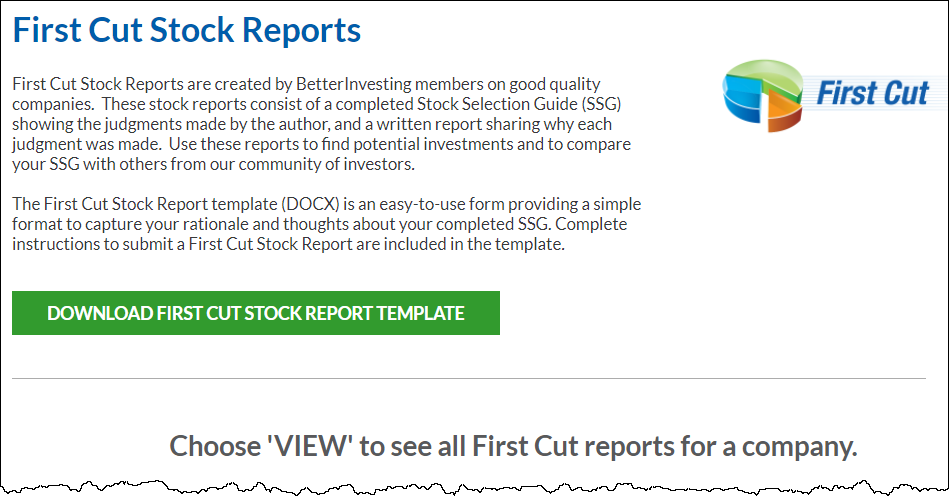 First Cut Stock Reports
First Cut
First Cut Stock Reports are created by BetterInvesting members on good quality
companies.  These stock reports consist of a completed Stock Selection Guide (SSG)
showing the judgments made by the author, and a written report sharing why each
judgment was made.  Use these reports to find potential investments and to compare
your SSG with others from our community of investors.
The First Cut Stock Report template (DOCX) is an easy-to-use form providing a simple
format to capture your rationale and thoughts about your completed SSG. Complete
instructions to submit a First Cut Stock Report are included in the template.
DOWNLOAD FIRST CUT STOCK REPORT TEMPLATE
Choose 'VIEW' to see all First Cut reports for a company.